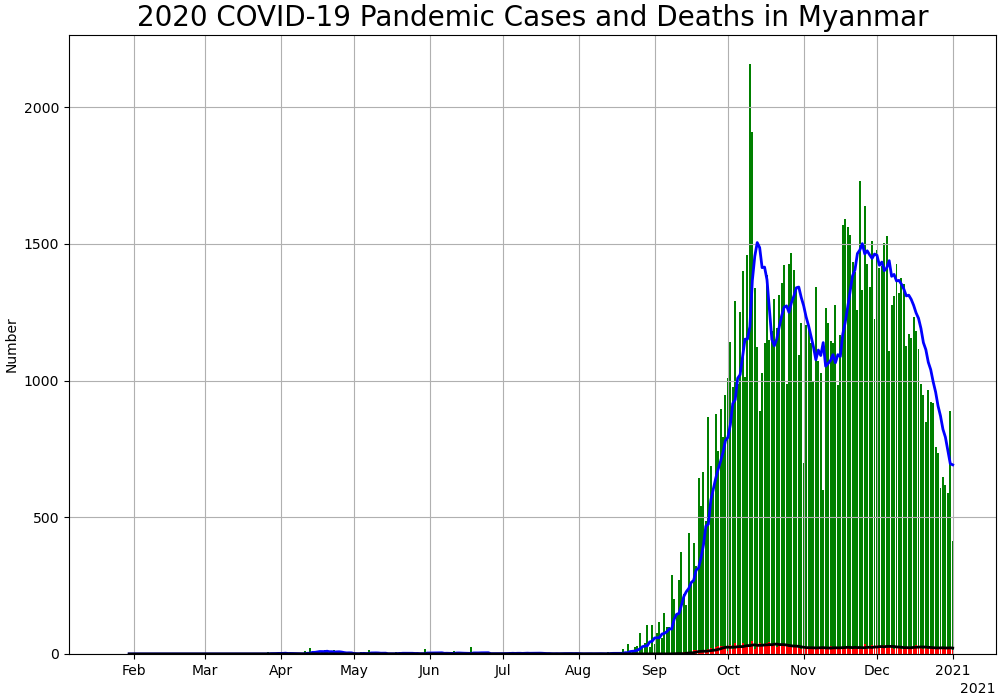 2020 COVID-19 Pandemic Cases and Deaths in Myanmar
Number
2000
1500
1000
500
0
Feb Mar Apr May Jun Jul Aug Sep Oct Nov Dec 2021
2021